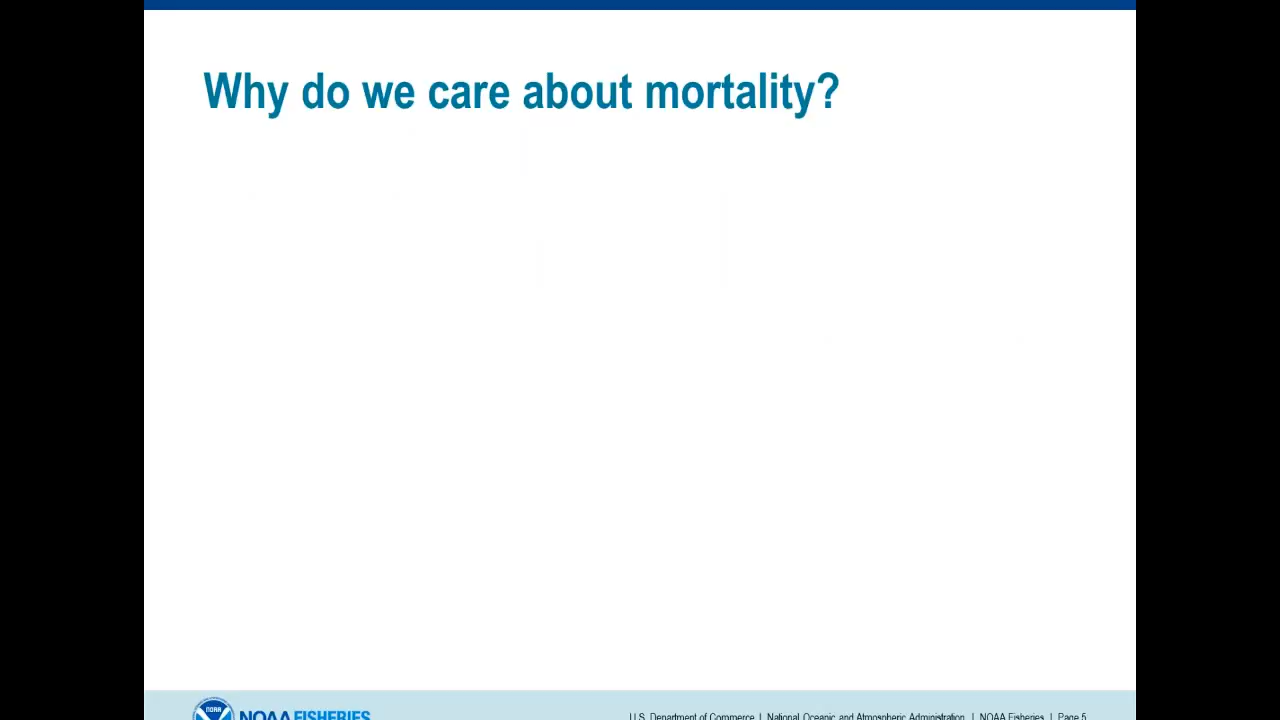 Why do we care about mortality?
NOAA
NOAA FISHERIES
U.S. Department of Commerce | National Oceanic and Atmospheric Administration | NOAA Fisheries | Page 5